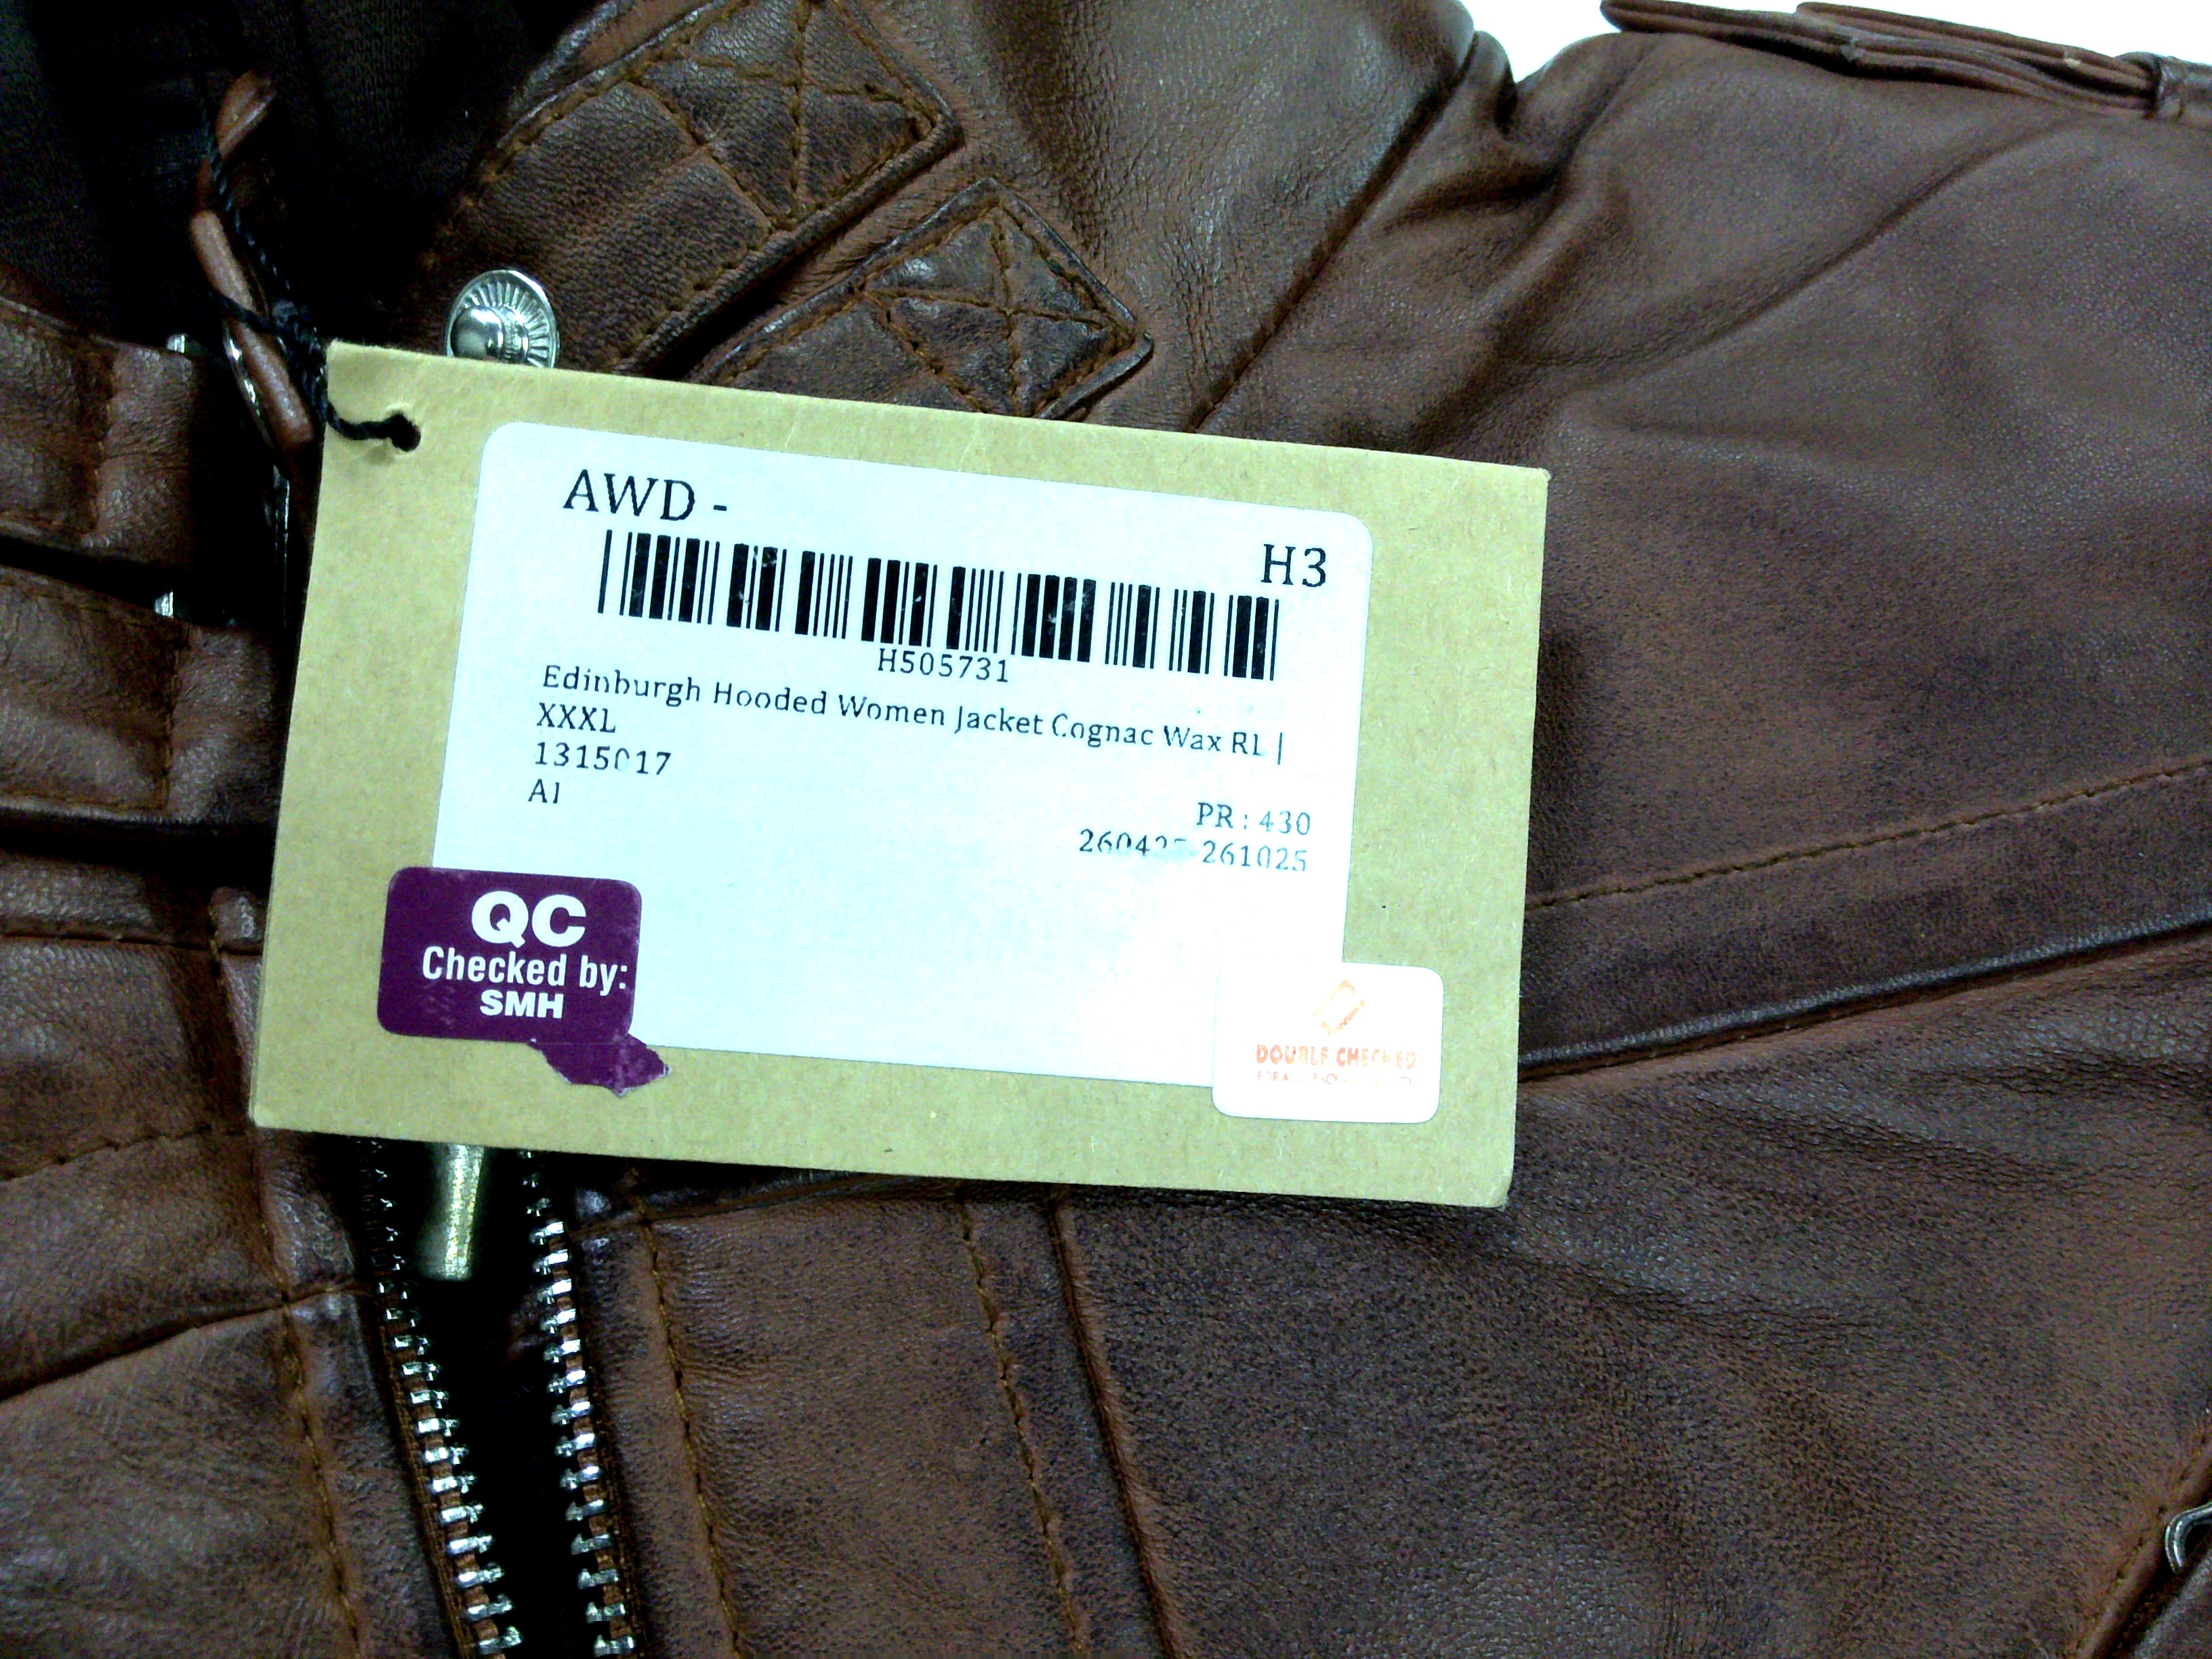 AWD -
H3
H505731
Edinburgh Hooded Women Jacket Cognac Wax RL |
XXXL
PR : 430
261025
QC
Checked by:
SMH
DOUBLE CHECKED